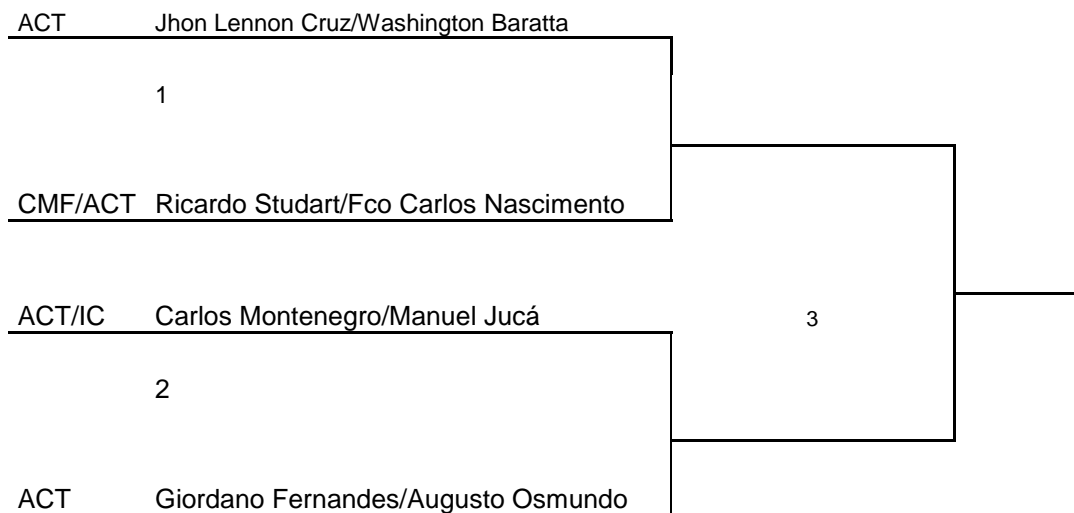 ACT Jhon Lennon Cruz/Washington Baratta
1
CMF/ACT Ricardo Studart/Fco Carlos Nascimento
ACT/IC Carlos Montenegro/Manuel Jucá
3
2
ACT Giordano Fernandes/Augusto Osmundo